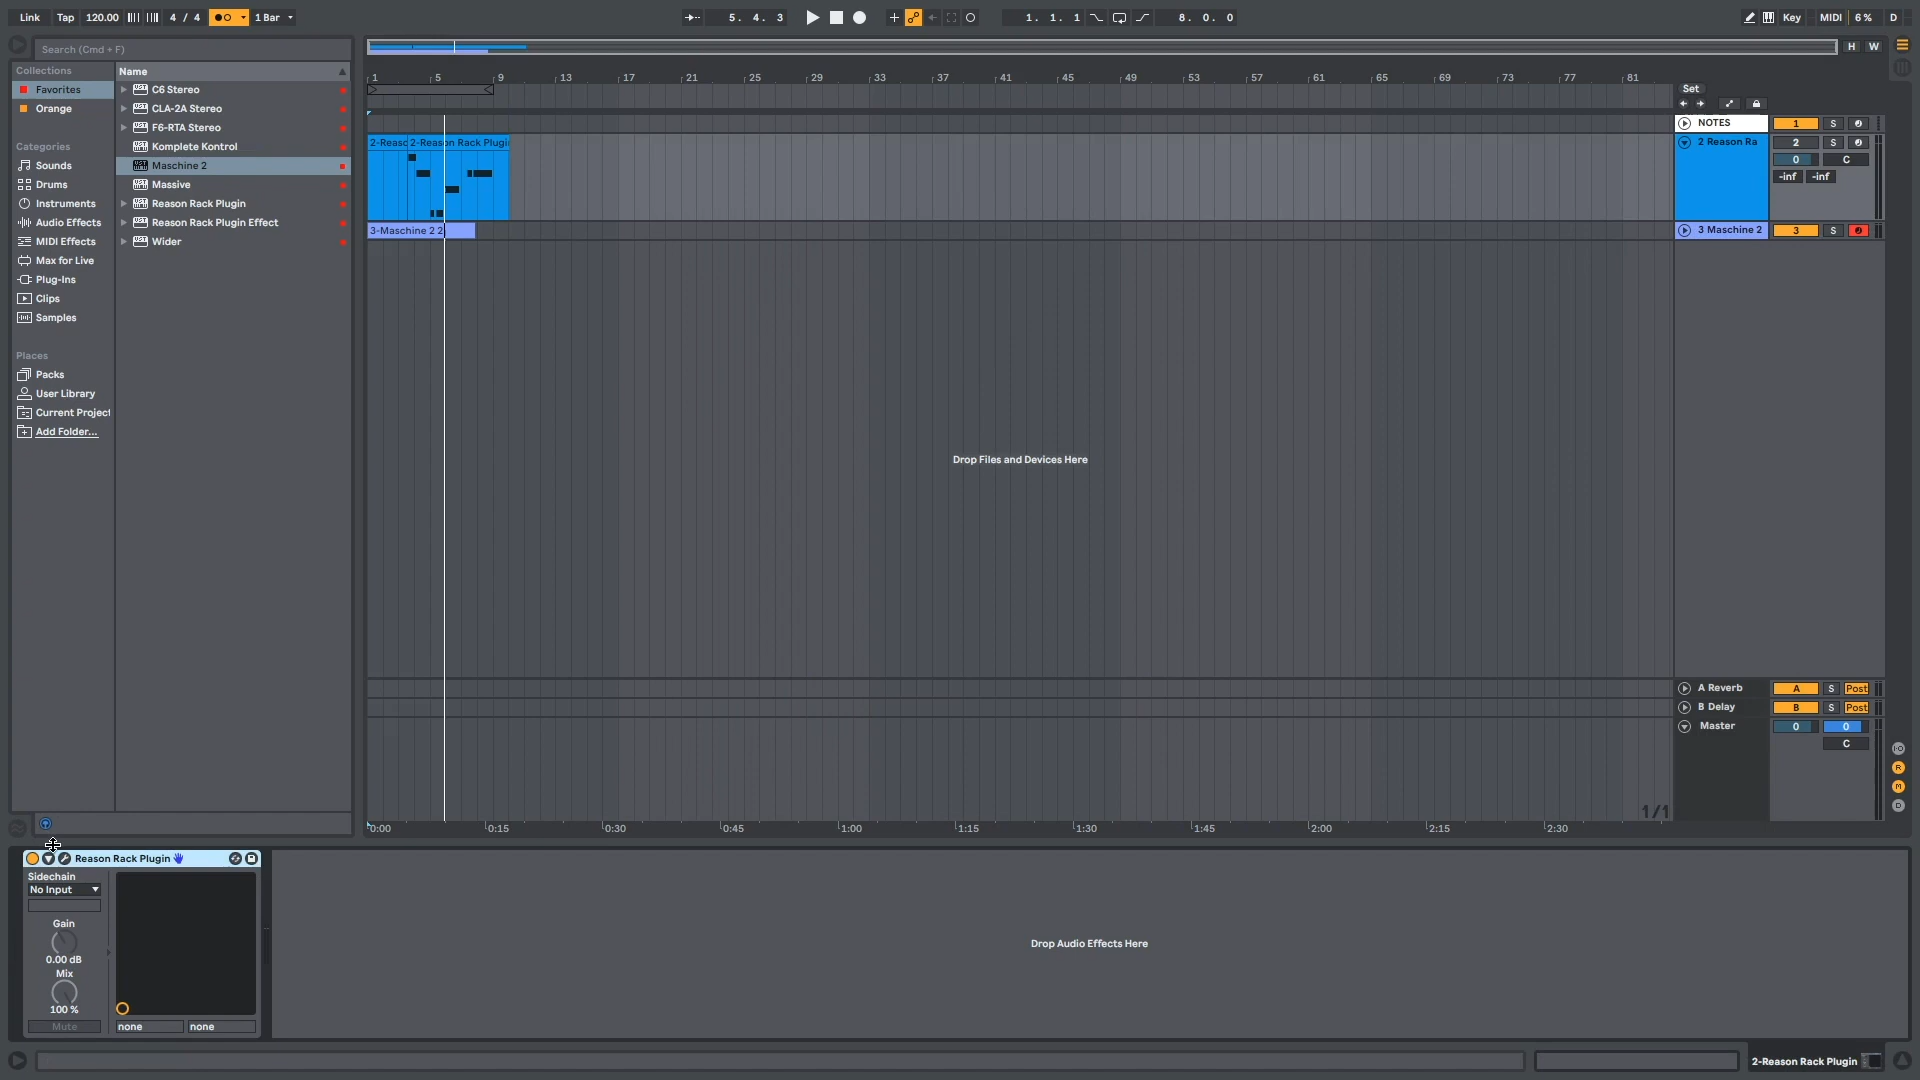 Link Tap 120.00 4 / 4 1 Bar 5. 4. 3 1. 1. 1 8. 0. 0 Key MIDI 6 % D
Search (Cmd + F)
H W
Collections
Favorites
Orange
Categories
Sounds
Drums
Instruments
Audio Effects
MIDI Effects
Max for Live
Plug-Ins
Clips
Samples
Places
Packs
User Library
Current Project
Add Folder...
Name
C6 Stereo
CLA-2A Stereo
F6-RTA Stereo
Komplete Kontrol
Maschine 2
Massive
Reason Rack Plugin
Reason Rack Plugin Effect
Wider
1 5 9 13 17 21 25 29 33 37 41 45 49 53 57 61 65 69 73 77 81
Set
NOTES 1 S
2-Reasc 2-Reason Rack Plugi
2 Reason Ra 2 S
0 C
-inf -inf
3-Maschine 2 2
3 Maschine 2 3 S
Drop Files and Devices Here
A Reverb A S Post
B Delay B S Post
Master 0 0
C
1/1
0:00 0:15 0:30 0:45 1:00 1:15 1:30 1:45 2:00 2:15 2:30
R
M
D
Reason Rack Plugin
Sidechain
No Input
Gain
0.00 dB
Mix
100 %
Mute
none none
Drop Audio Effects Here
2-Reason Rack Plugin